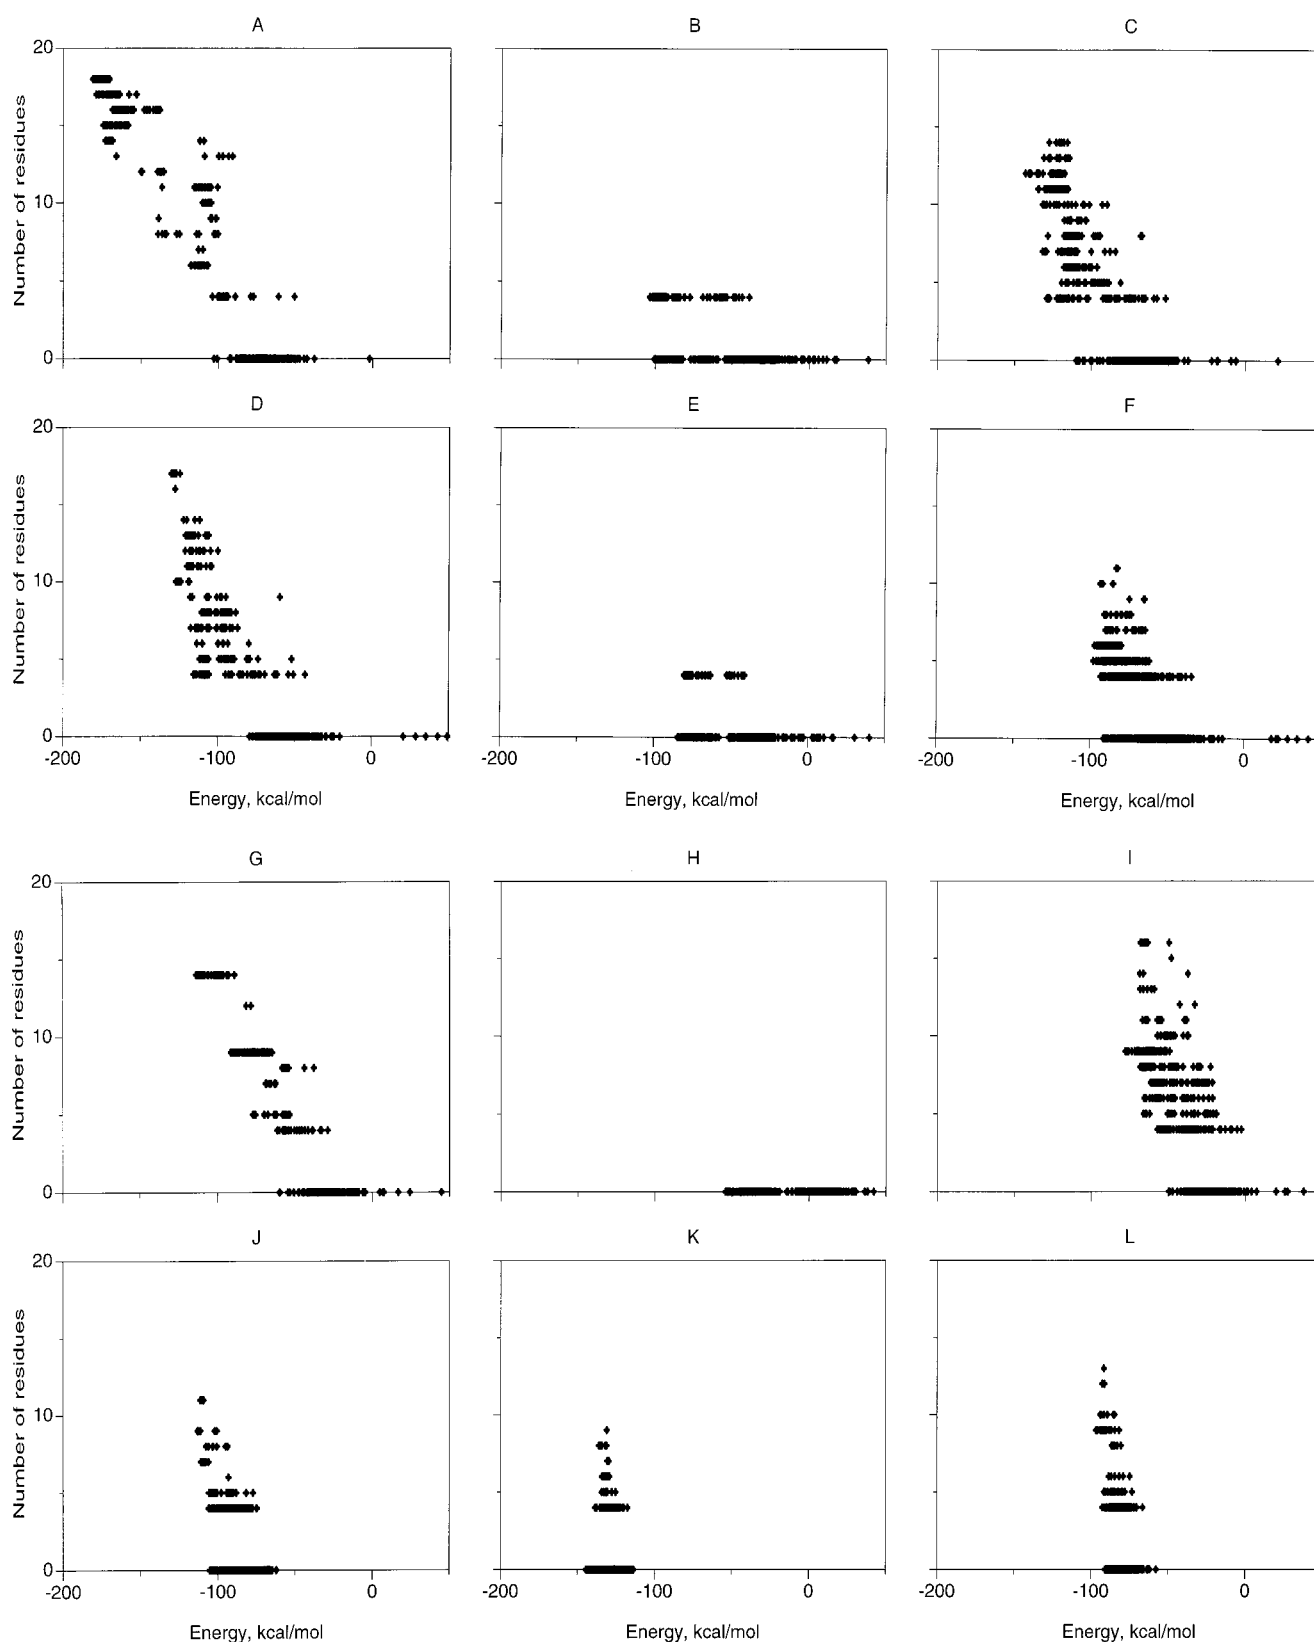 A B C
20
10
0
Number of residues
D E F
20
10
0
Number of residues
-200 -100 0 -200 -100 0 -200 -100 0
Energy, kcal/mol Energy, kcal/mol Energy, kcal/mol
G H I
20
10
0
Number of residues
J K L
20
10
0
Number of residues
-200 -100 0 -200 -100 0 -200 -100 0
Energy, kcal/mol Energy, kcal/mol Energy, kcal/mol